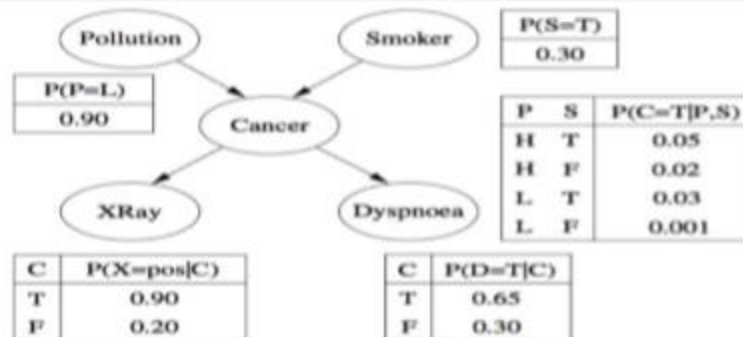 Pollution
Smoker
P(S=T)
0.30
P(P=L)
0.90
Cancer
P S P(C=T|P,S)
H T 0.05
H F 0.02
L T 0.03
L F 0.001
XRay
Dyspnoea
C P(X=pos|C)
T 0.90
F 0.20
C P(D=T|C)
T 0.65
F 0.30